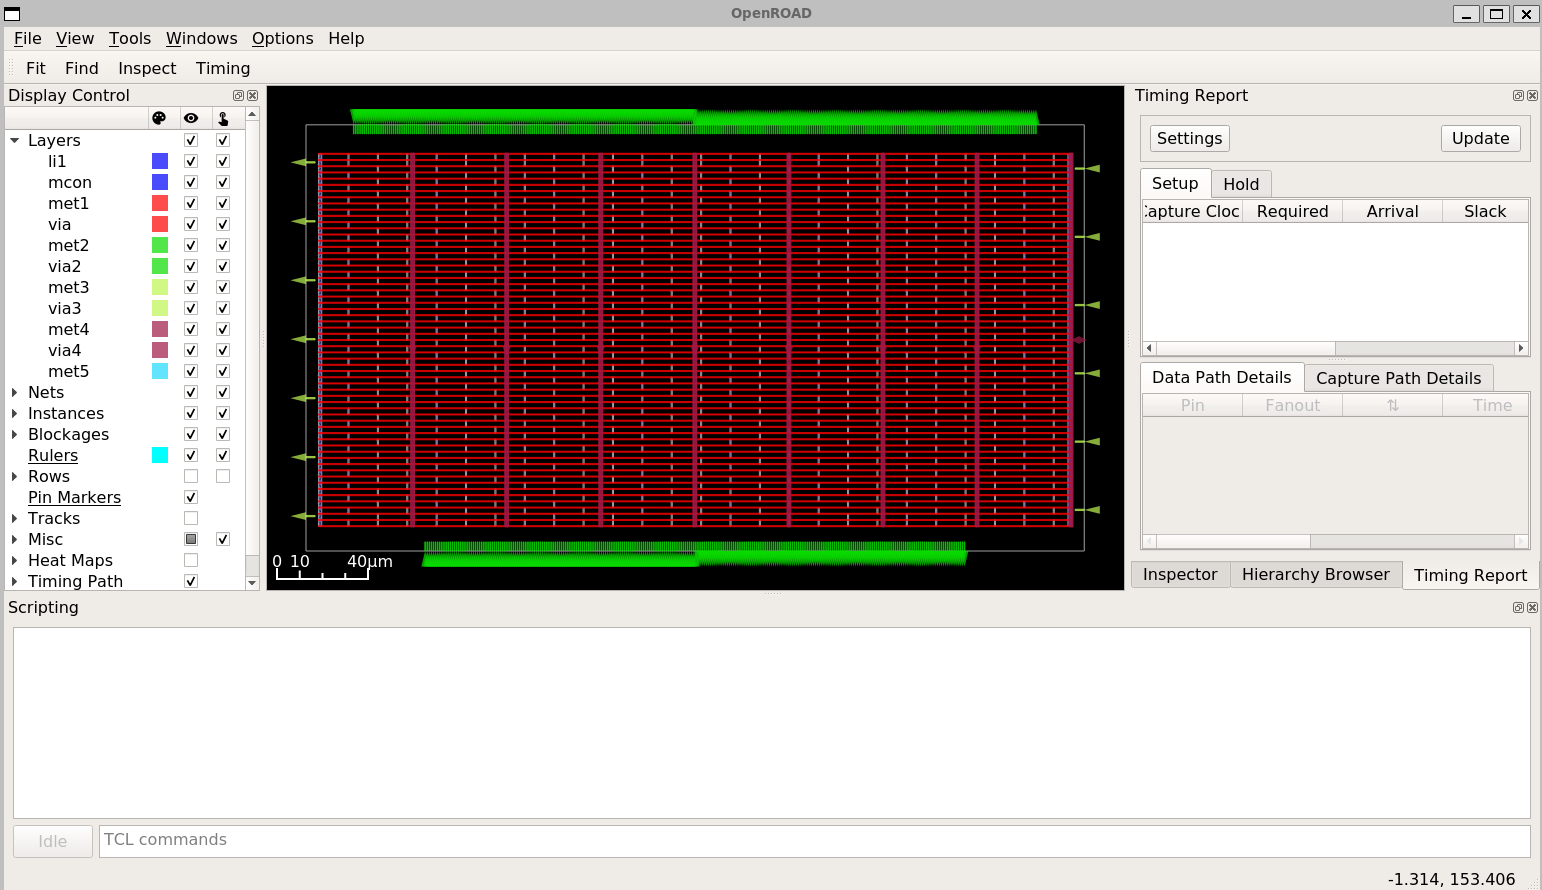 OpenROAD
File View Tools Windows Options Help
Fit Find Inspect Timing
Display Control
Layers
li1
mcon
met1
via
met2
via2
met3
via3
met4
via4
met5
Nets
Instances
Blockages
Rulers
Rows
Pin Markers
Tracks
Misc
Heat Maps
Timing Path
0 10 40μm
Timing Report
Settings Update
Setup Hold
Capture Cloc Required Arrival Slack
Data Path Details Capture Path Details
Pin Fanout ⇅ Time
Inspector Hierarchy Browser Timing Report
Scripting
Idle TCL commands
-1.314, 153.406